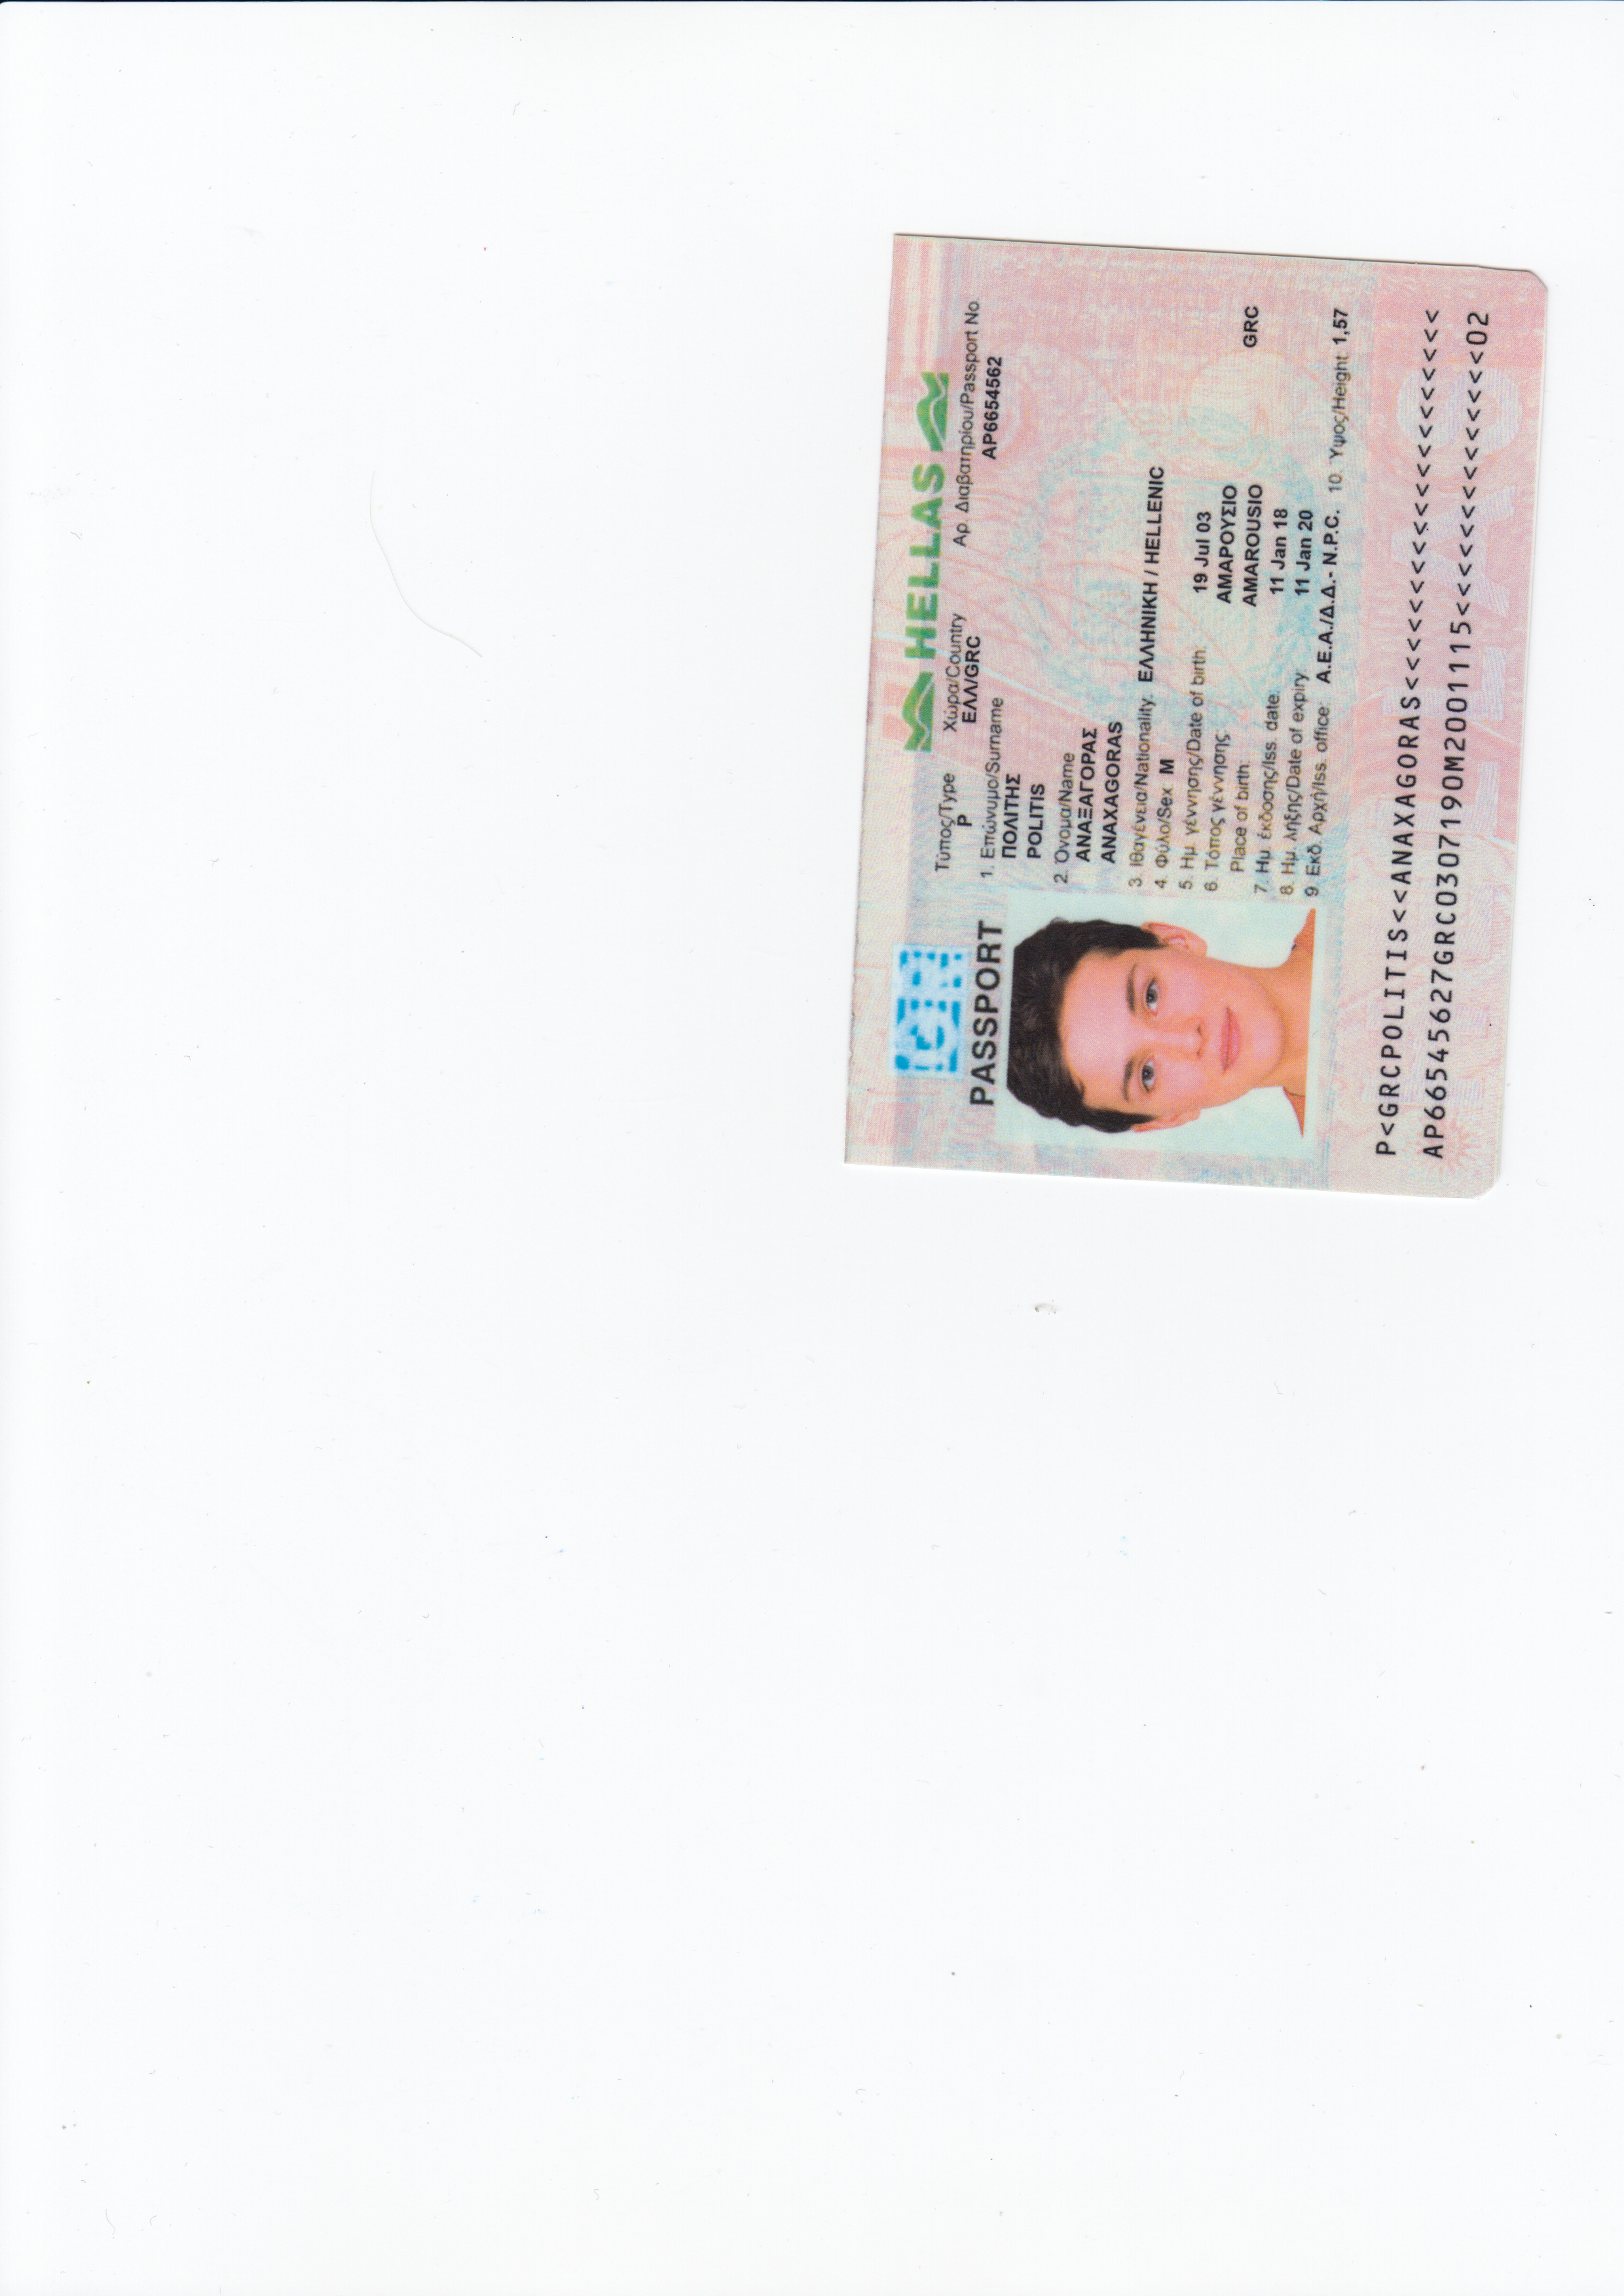 HELLAS
Τύπος/Type Χώρα/Country Αρ. Διαβατηρίου/Passport No.
P ΕΛΛ/GRC AP6654562
PASSPORT
1. Επώνυμο/Surname
ΠΟΛΙΤΗΣ
POLITIS
2. Όνομα/Name
ΑΝΑΞΑΓΟΡΑΣ
ANAXAGORAS
3. Ιθαγένεια/Nationality: ΕΛΛΗΝΙΚΗ / HELLENIC
4. Φύλο/Sex: M
5. Ημ. γέννησης/Date of birth: 19 Jul 03
6. Τόπος γέννησης: ΑΜΑΡΟΥΣΙΟ
Place of birth: AMAROUSIO GRC
7. Ημ. έκδοσης/Iss. date: 11 Jan 18
8. Ημ. λήξης/Date of expiry: 11 Jan 20
9. Εκδ. Αρχή/Iss. office: Α.Ε.Α./Δ.Δ.- N.P.C. 10. Ύψος/Height: 1,57
P<GRCPOLITIS<<ANAXAGORAS<<<<<<<<<<<<<<<<<<<<
AP66545627GRC0307190M2001115<<<<<<<<<<<<<<02